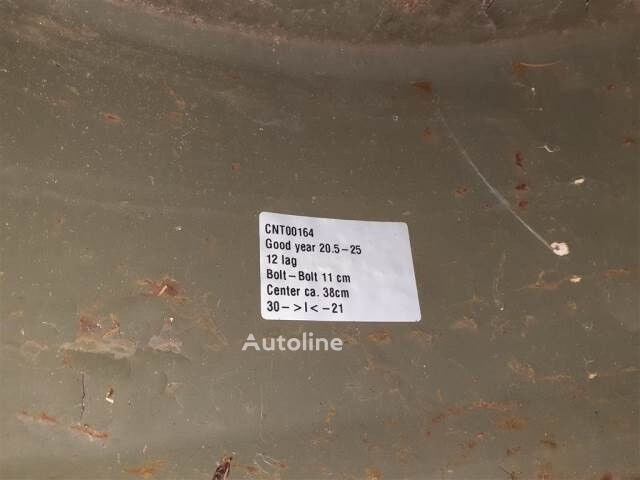 CNT00164
Good year 20.5-25
12 lag
Bolt-Bolt 11 cm
Center ca. 38cm
30->I<-21
Autoline